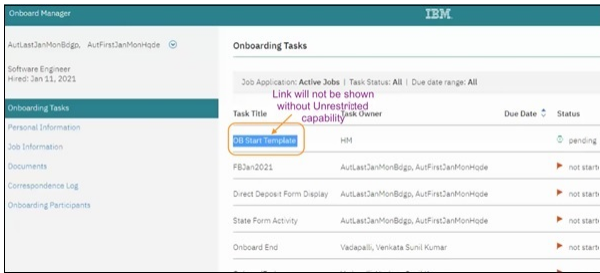 Onboard Manager
IBM
AutLastJanMonBdgp, AutFirstJanMonHqde
Software Engineer
Hired: Jan 11, 2021
Onboarding Tasks
Personal Information
Job Information
Documents
Correspondence Log
Onboarding Participants
Onboarding Tasks
Job Application: Active Jobs | Task Status: All | Due date range: All
Link will not be shown
without Unrestricted
capability
Task Title Task Owner Due Date Status
OB Start Template HM pending
FBJan2021 AutLastJanMonBdgp, AutFirstJanMonHqde not starte
Direct Deposit Form Display AutLastJanMonBdgp, AutFirstJanMonHqde not starte
State Form Activity AutLastJanMonBdgp, AutFirstJanMonHqde not starte
Onboard End Vadapalli, Venkata Sunil Kumar not starte